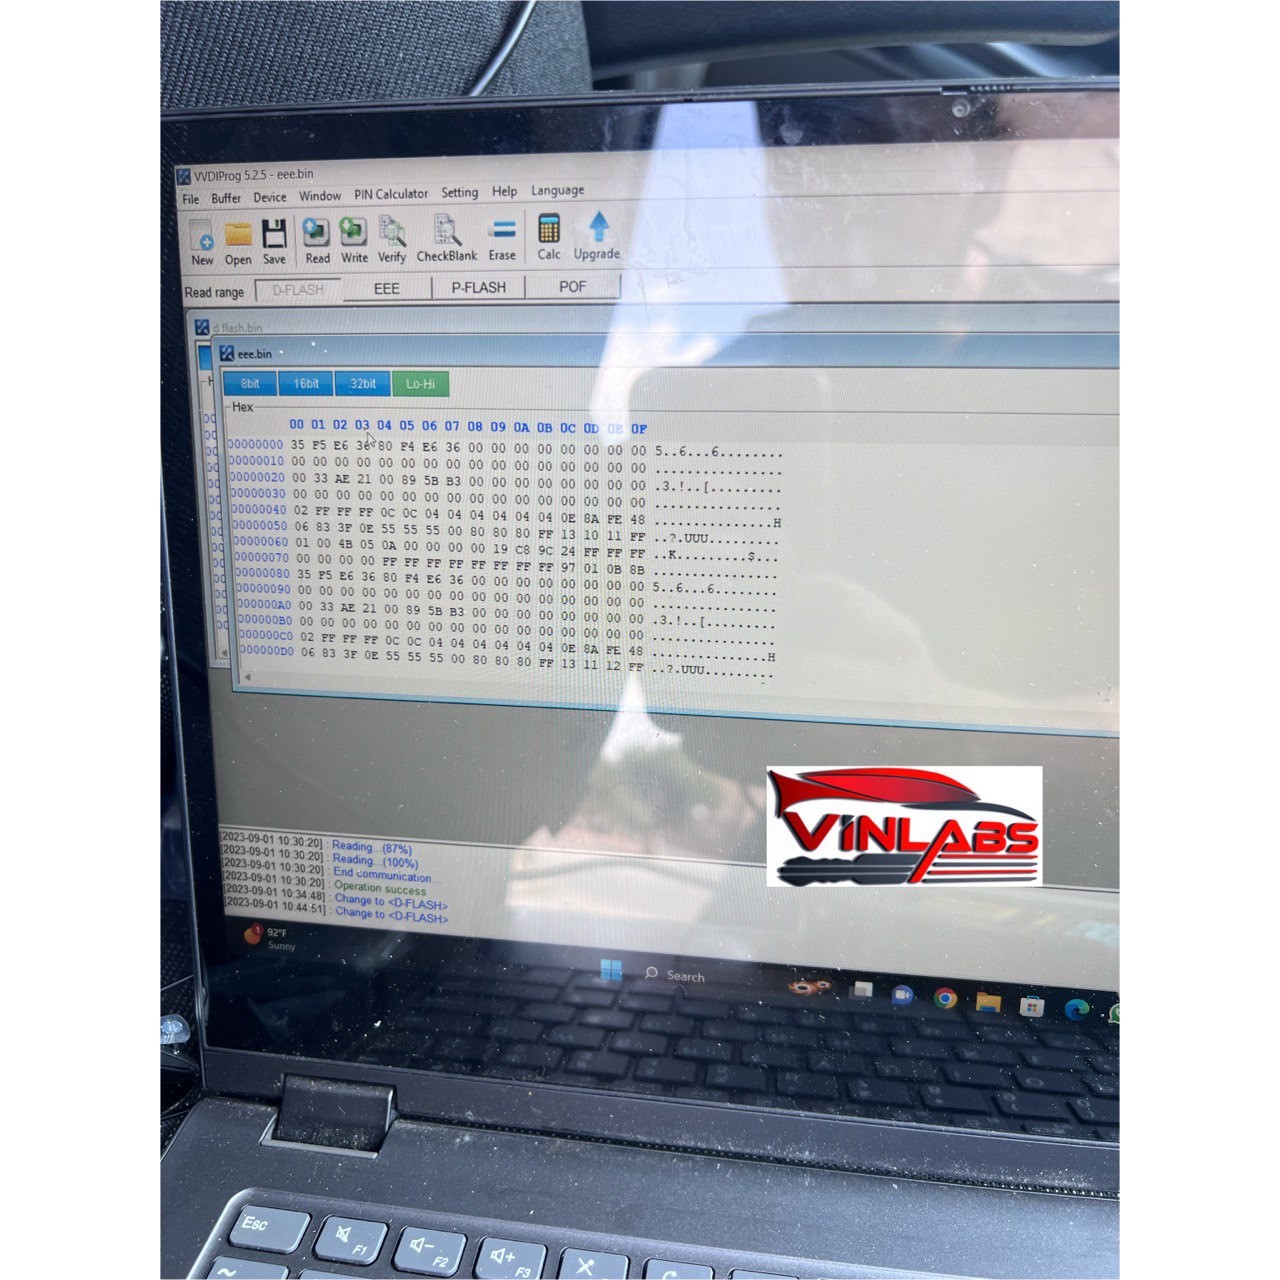 VVDIProg 5.2.5 - eee.bin
File Buffer Device Window PIN Calculator Setting Help Language
New Open Save Read Write Verify CheckBlank Erase Calc Upgrade
Read range D-FLASH EEE P-FLASH POF
d flash.bin
eee.bin
8bit 16bit 32bit Lo-Hi
Hex
00 01 02 03 04 05 06 07 08 09 0A 0B 0C 0D 0E 0F
00000000 35 F5 E6 36 80 F4 E6 36 00 00 00 00 00 00 00 00 5..6...6........
00000010 00 00 00 00 00 00 00 00 00 00 00 00 00 00 00 00 ................
00000020 00 33 AE 21 00 89 5B B3 00 00 00 00 00 00 00 00 .3.!..[.........
00000030 00 00 00 00 00 00 00 00 00 00 00 00 00 00 00 00 ................
00000040 02 FF FF FF 0C 0C 04 04 04 04 04 04 0E 8A FE 48 ...............H
00000050 06 83 3F 0E 55 55 55 00 80 80 80 FF 13 10 11 FF ..?.UUU.........
00000060 01 00 4B 05 0A 00 00 00 00 19 C8 9C 24 FF FF FF ..K.........$...
00000070 00 00 00 00 FF FF FF FF FF FF FF FF 97 01 0B 8B ................
00000080 35 F5 E6 36 80 F4 E6 36 00 00 00 00 00 00 00 00 5..6...6........
00000090 00 00 00 00 00 00 00 00 00 00 00 00 00 00 00 00 ................
000000A0 00 33 AE 21 00 89 5B B3 00 00 00 00 00 00 00 00 .3.!..[.........
000000B0 00 00 00 00 00 00 00 00 00 00 00 00 00 00 00 00 ................
000000C0 02 FF FF FF 0C 0C 04 04 04 04 04 04 0E 8A FE 48 ...............H
000000D0 06 83 3F 0E 55 55 55 00 80 80 80 FF 13 11 12 FF ..?.UUU.........
VINLABS
[2023-09-01 10:30:20] : Reading...(87%)
[2023-09-01 10:30:20] : Reading...(100%)
[2023-09-01 10:30:20] : End communication...
[2023-09-01 10:30:20] : Operation success
[2023-09-01 10:34:48] : Change to <D-FLASH>
[2023-09-01 10:44:51] : Change to <D-FLASH>
1
92°F
Sunny
Search
Esc
F1
F2
F3
~